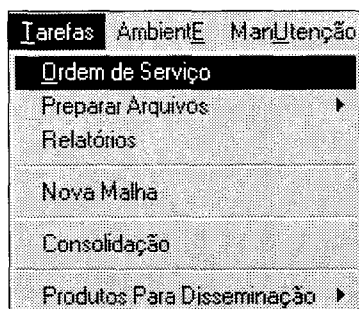 Tarefas AmbientE ManUtenção
Ordem de Serviço
Preparar Arquivos
Relatórios
Nova Malha
Consolidação
Produtos Para Disseminação